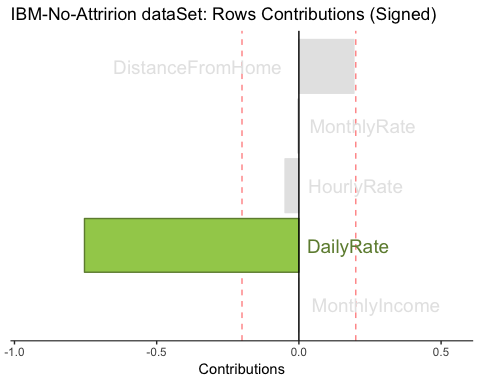 IBM-No-Attririon dataSet: Rows Contributions (Signed)
DistanceFromHome
MonthlyRate
HourlyRate
DailyRate
MonthlyIncome
-1.0 -0.5 0.0 0.5
Contributions